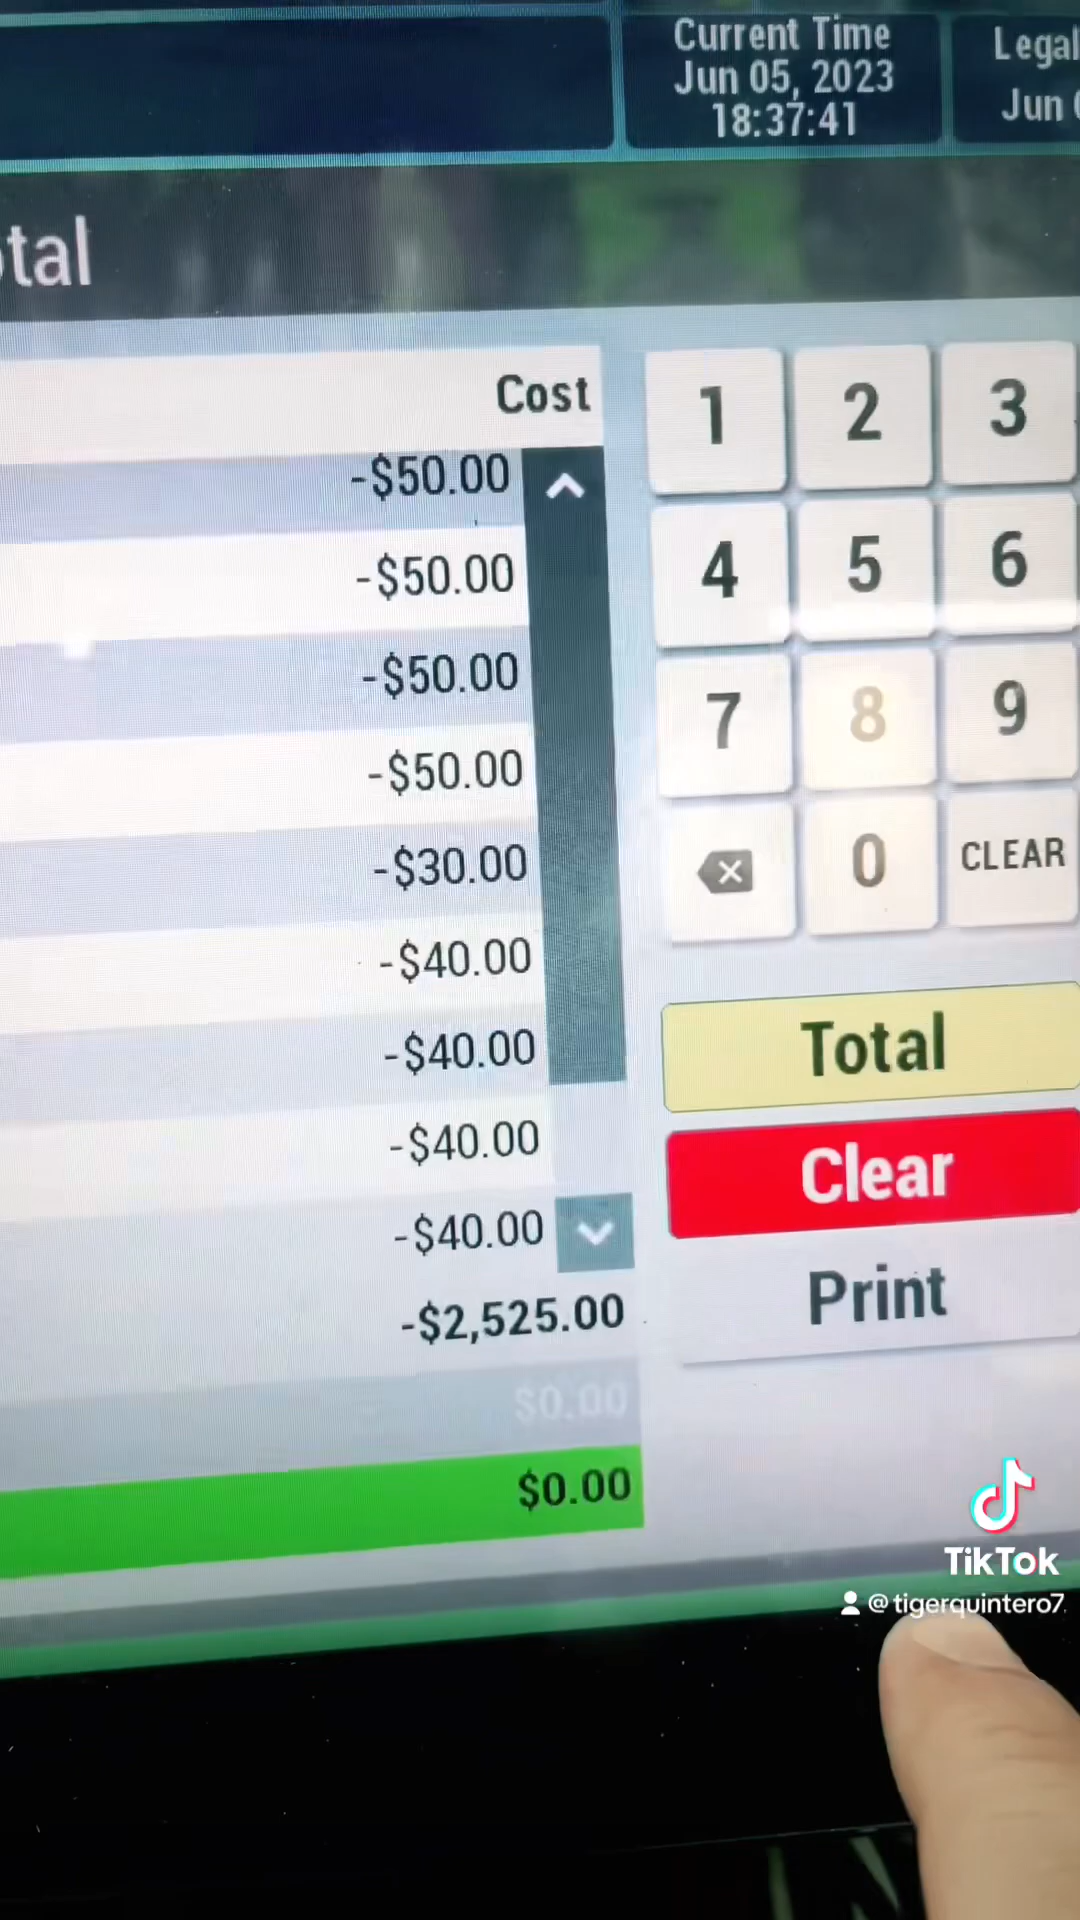 Current Time
Jun 05, 2023
18:37:41
Legal
Jun
otal
Cost
-$50.00
-$50.00
-$50.00
-$50.00
-$30.00
-$40.00
-$40.00
-$40.00
-$40.00
-$2,525.00
$0.00
$0.00
1 2 3
4 5 6
7 8 9
0 CLEAR
Total
Clear
Print
TikTok
@tigerquintero7